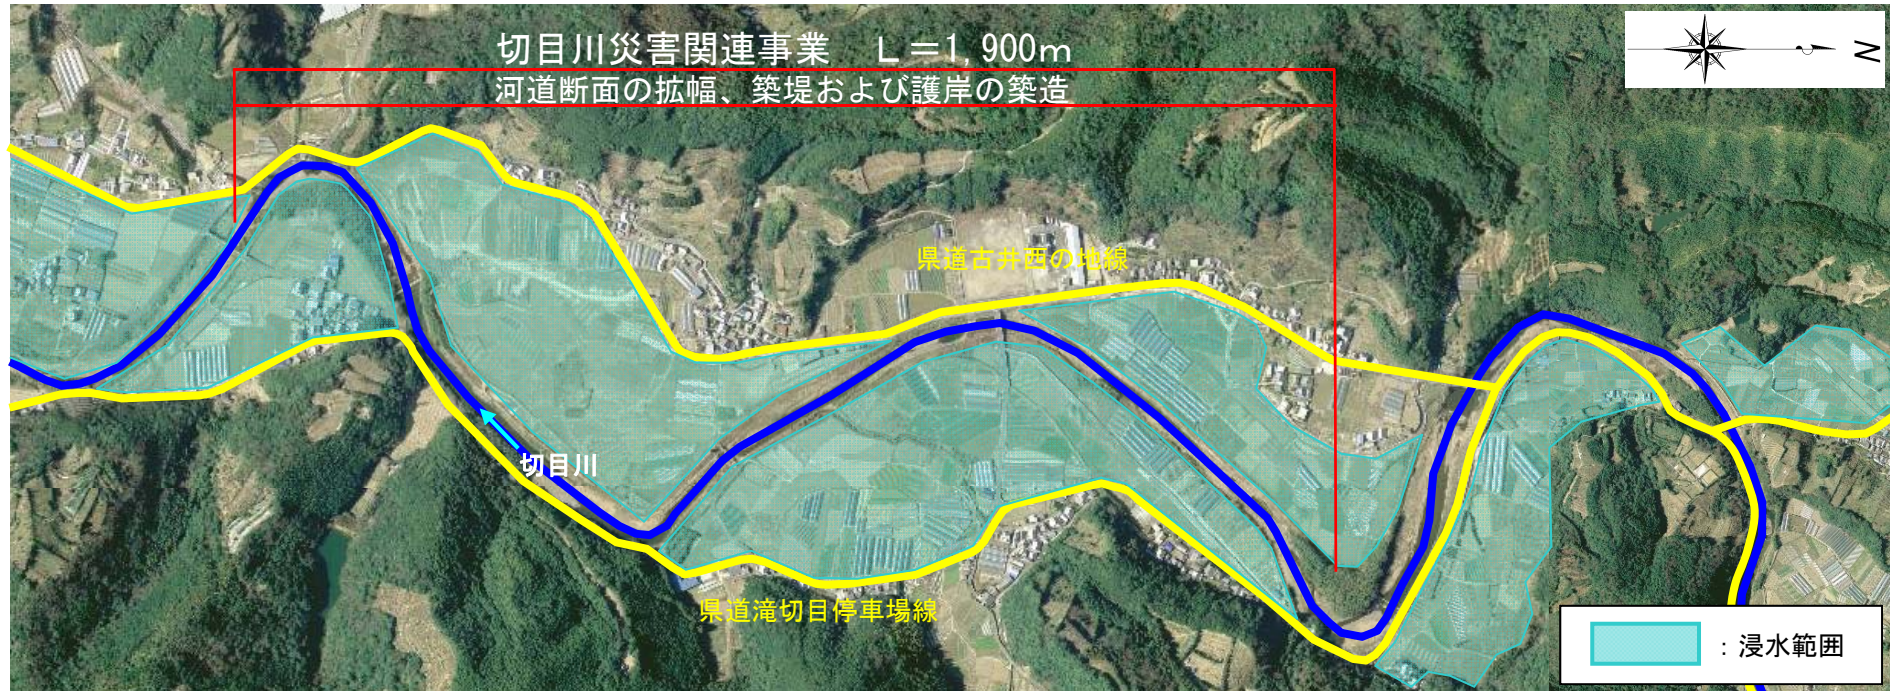 切目川災害関連事業　L=1,900m
河道断面の拡幅、築堤および護岸の築造
N
県道古井西の地線
切目川
県道滝切目停車場線
：浸水範囲